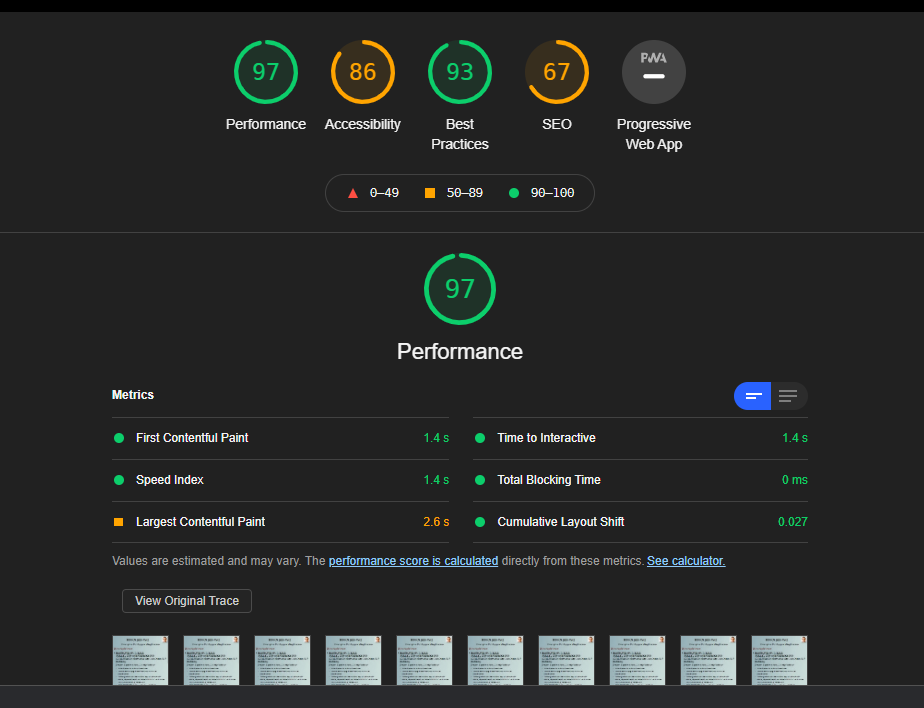 97
86
93
67
PWA
Performance
Accessibility
Best
Practices
SEO
Progressive
Web App
0–49
50–89
90–100
97
Performance
Metrics
First Contentful Paint 1.4 s
Time to Interactive 1.4 s
Speed Index 1.4 s
Total Blocking Time 0 ms
Largest Contentful Paint 2.6 s
Cumulative Layout Shift 0.027
Values are estimated and may vary. The performance score is calculated directly from these metrics. See calculator.
View Original Trace